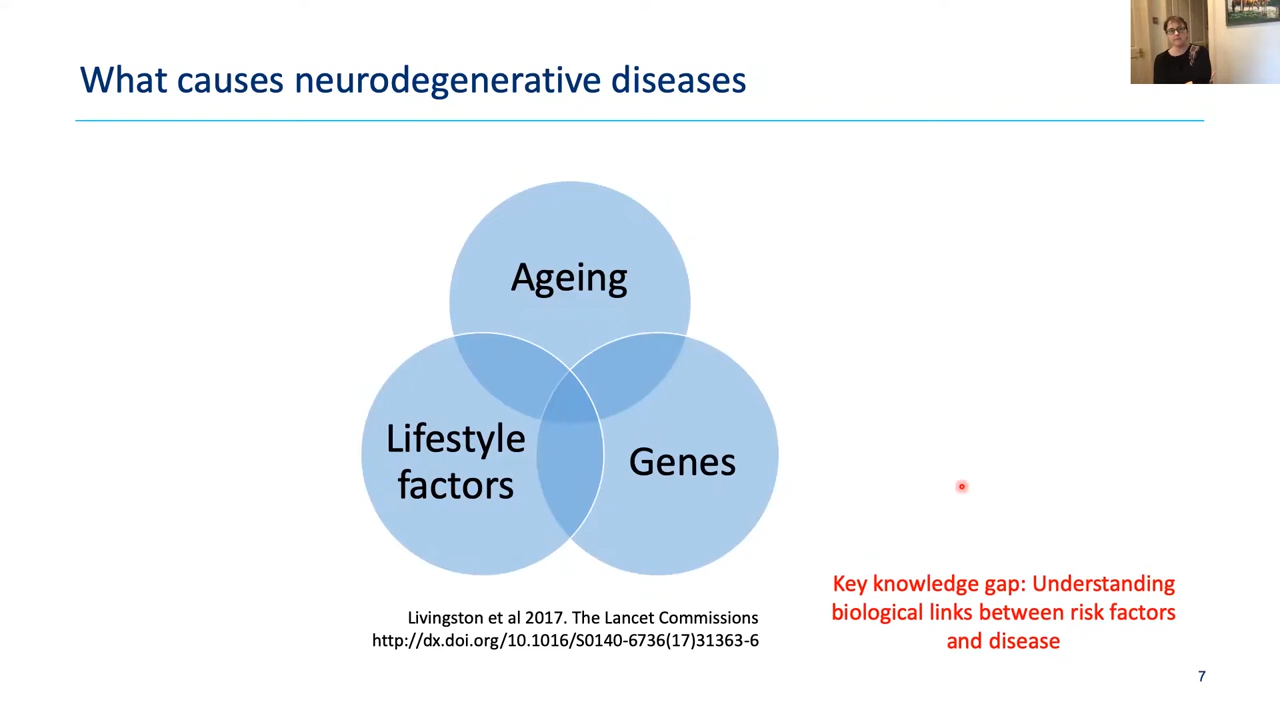 What causes neurodegenerative diseases
Ageing
Lifestyle
factors
Genes
Livingston et al 2017. The Lancet Commissions
http://dx.doi.org/10.1016/S0140-6736(17)31363-6
Key knowledge gap: Understanding
biological links between risk factors
and disease
7